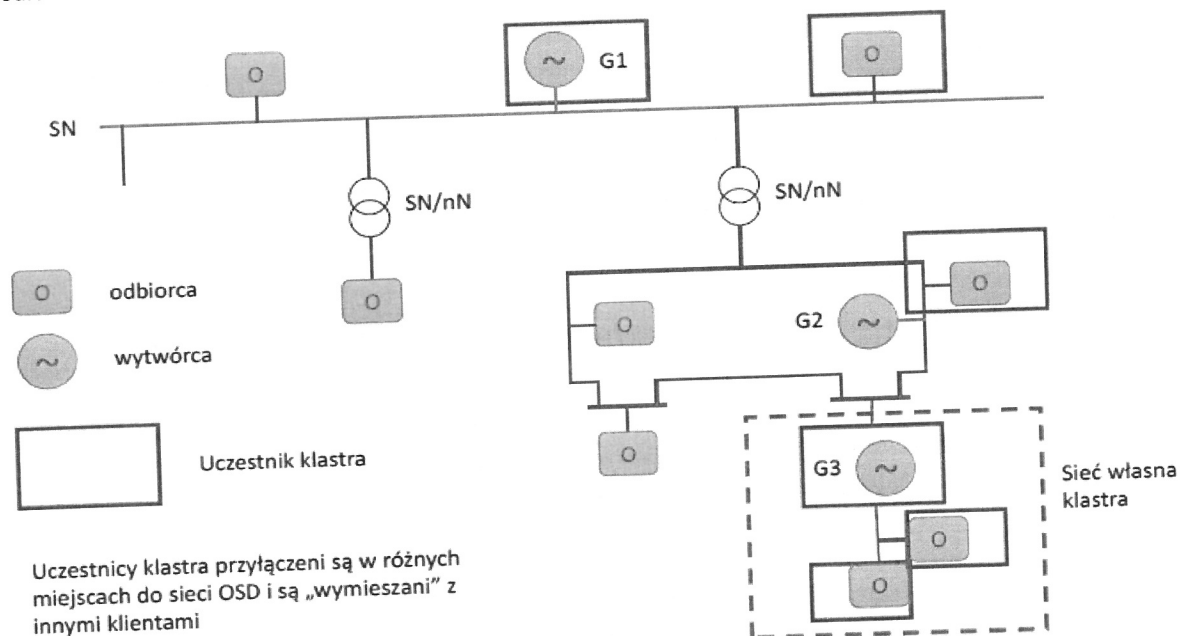 O
G1
O
SN
SN/nN
SN/nN
O
odbiorca
O
O
G2
O
wytwórca
O
Uczestnik klastra
G3
Sieć własna
klastra
O
O
Uczestnicy klastra przyłączeni są w różnych
miejscach do sieci OSD i są „wymieszani” z
innymi klientami